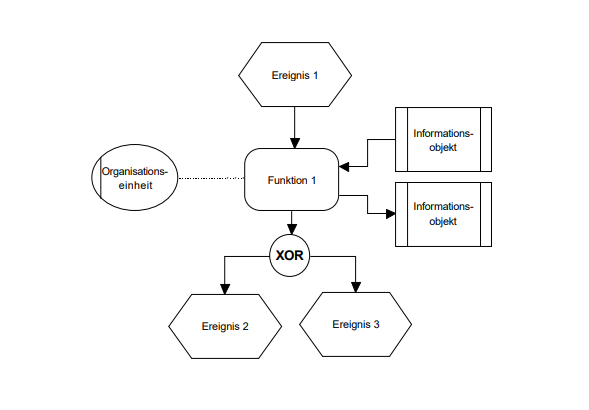 Ereignis 1
Informations-
objekt
Organisations-
einheit
Funktion 1
Informations-
objekt
XOR
Ereignis 2
Ereignis 3